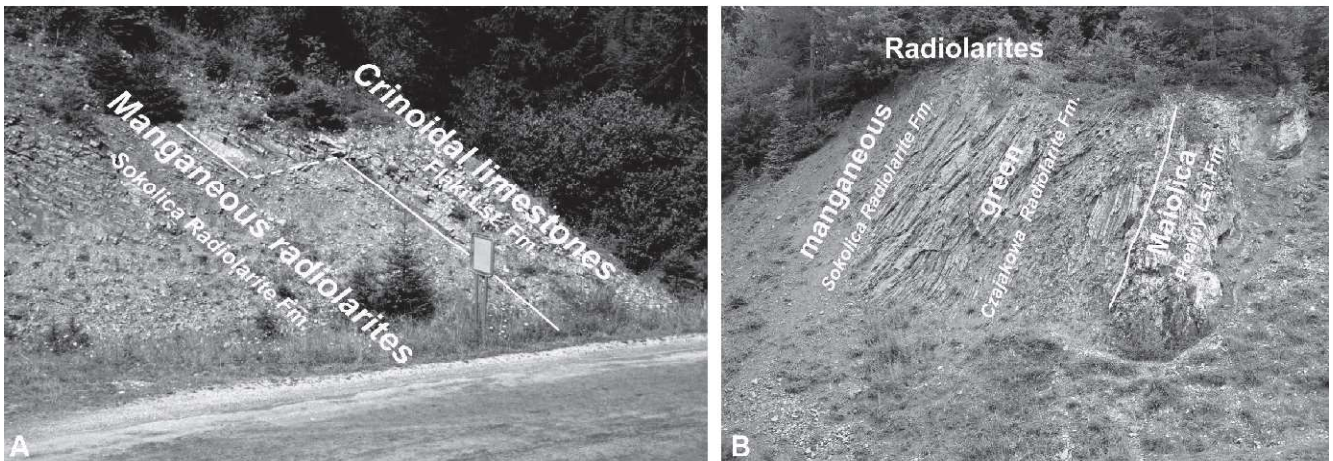 Crinoidal limestones
Flaki Lst. Fm.
Manganeous radiolarites
Sokolica Radiolarite Fm.
A
Radiolarites
manganeous
Sokolica Radiolarite Fm.
green
Czajakowa Radiolarite Fm.
Maiolica
Pieniny Lst. Fm.
B